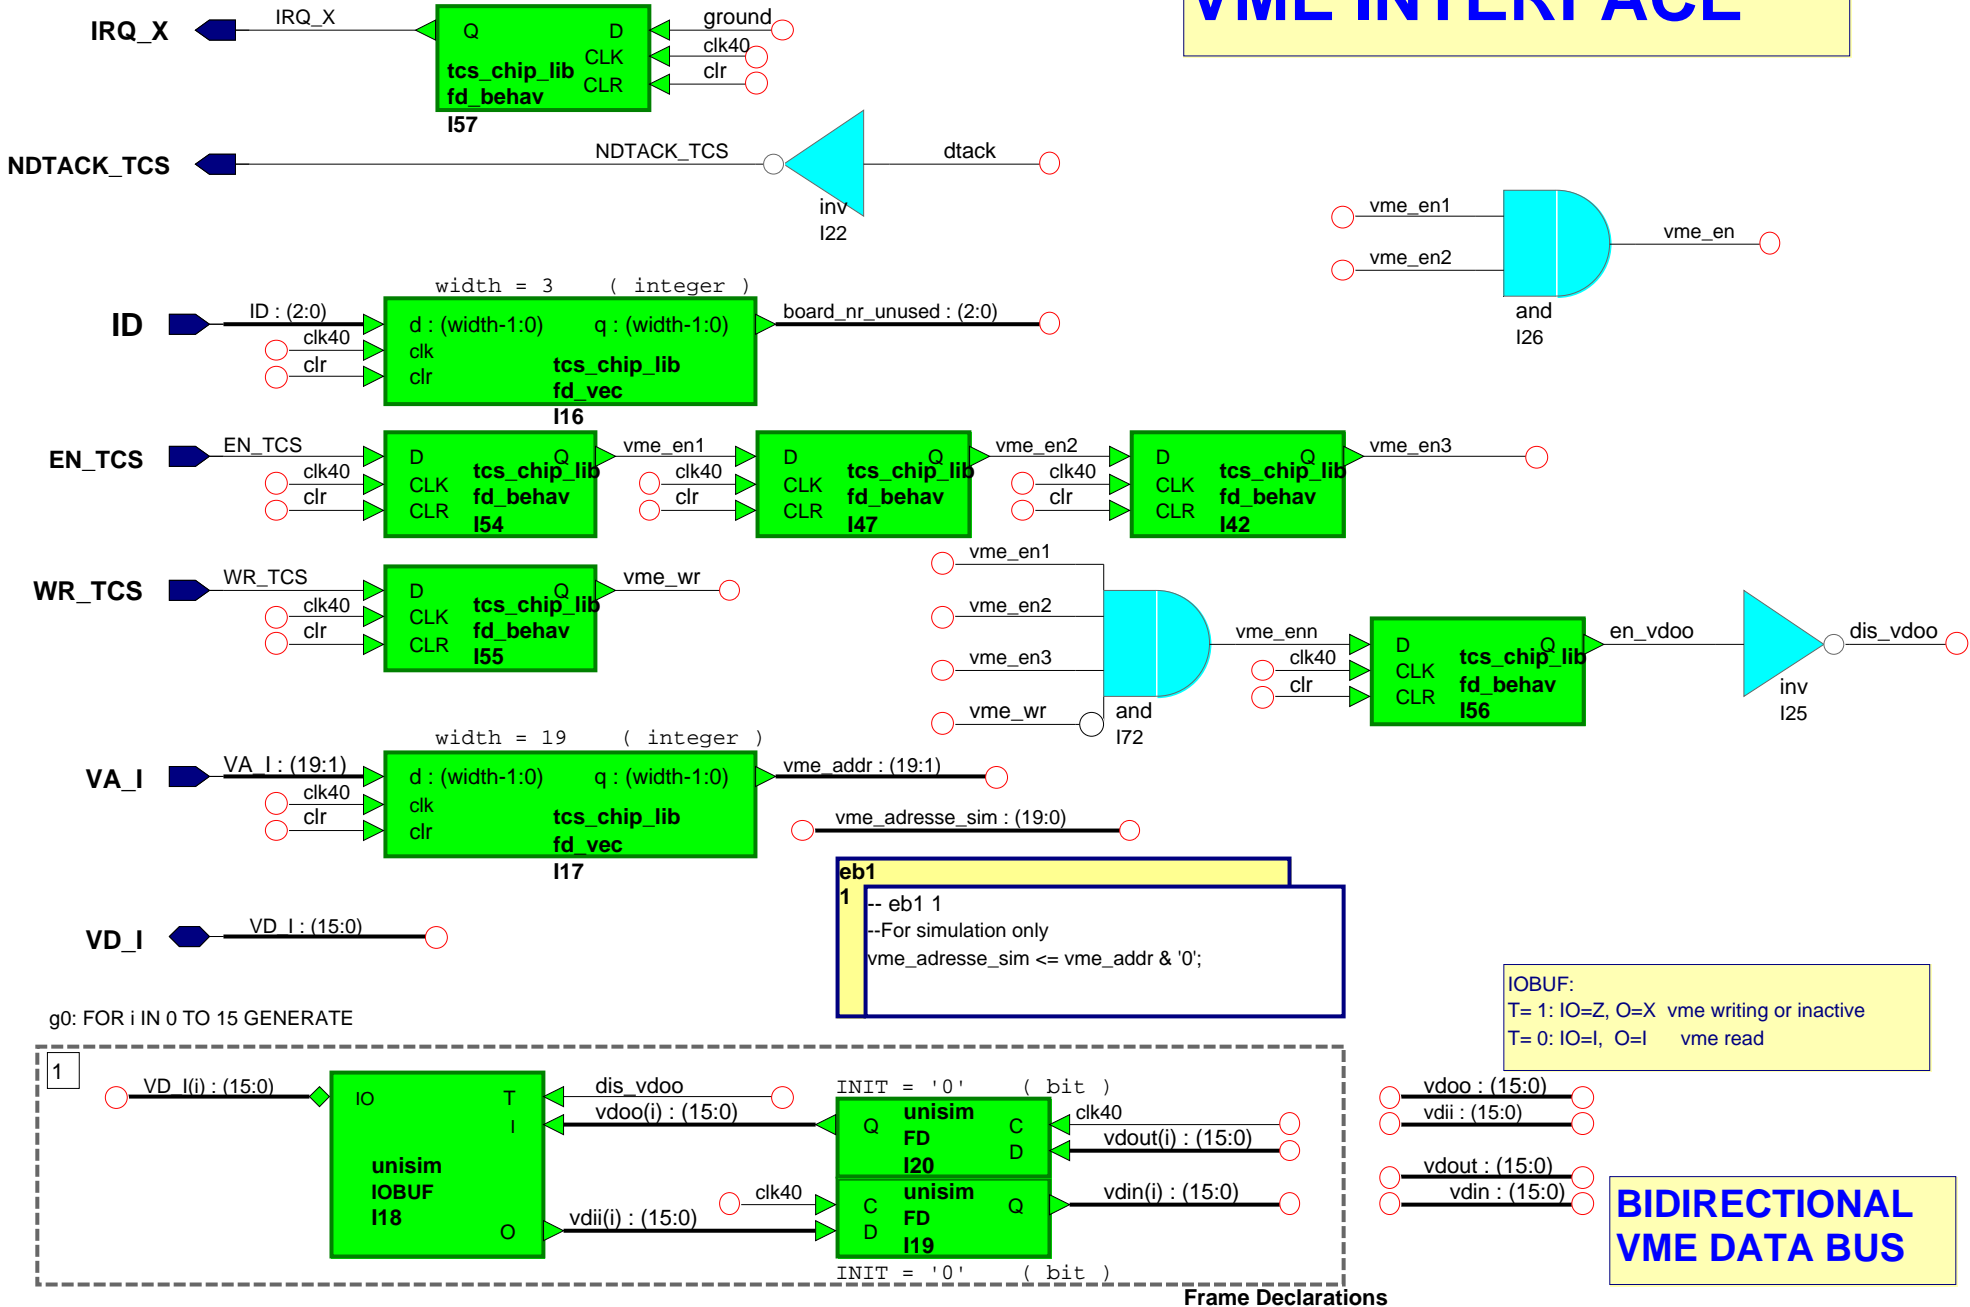 VME INTERFACE
IRQ_X
IRQ_X
Q
D
CLK
CLR
tcs_chip_lib
fd_behav
I57
ground
clk40
clr
NDTACK_TCS
NDTACK_TCS
dtack
inv
I22
vme_en1
vme_en2
vme_en
and
I26
width = 3 ( integer )
ID
ID : (2:0)
clk40
clr
d : (width-1:0)
q : (width-1:0)
clk
clr
tcs_chip_lib
fd_vec
I16
board_nr_unused : (2:0)
EN_TCS
EN_TCS
clk40
clr
D
Q
CLK
CLR
tcs_chip_lib
fd_behav
I54
vme_en1
clk40
clr
D
Q
CLK
CLR
tcs_chip_lib
fd_behav
I47
vme_en2
clk40
clr
D
Q
CLK
CLR
tcs_chip_lib
fd_behav
I42
vme_en3
WR_TCS
WR_TCS
clk40
clr
D
Q
CLK
CLR
tcs_chip_lib
fd_behav
I55
vme_wr
vme_en1
vme_en2
vme_en3
vme_wr
and
I72
vme_enn
clk40
clr
D
Q
CLK
CLR
tcs_chip_lib
fd_behav
I56
en_vdoo
inv
I25
dis_vdoo
width = 19 ( integer )
VA_I
VA_I : (19:1)
clk40
clr
d : (width-1:0)
q : (width-1:0)
clk
clr
tcs_chip_lib
fd_vec
I17
vme_addr : (19:1)
vme_adresse_sim : (19:0)
eb1
1
-- eb1 1
--For simulation only
vme_adresse_sim <= vme_addr & '0';
VD_I
VD_I : (15:0)
IOBUF:
T= 1: IO=Z, O=X vme writing or inactive
T= 0: IO=I, O=I vme read
g0: FOR i IN 0 TO 15 GENERATE
1
VD_I(i) : (15:0)
IO
T
I
O
unisim
IOBUF
I18
dis_vdoo
vdoo(i) : (15:0)
vdii(i) : (15:0)
INIT = '0' ( bit )
Q
C
D
unisim
FD
I20
clk40
vdout(i) : (15:0)
clk40
C
D
Q
unisim
FD
I19
vdin(i) : (15:0)
INIT = '0' ( bit )
vdoo : (15:0)
vdii : (15:0)
vdout : (15:0)
vdin : (15:0)
BIDIRECTIONAL
VME DATA BUS
Frame Declarations